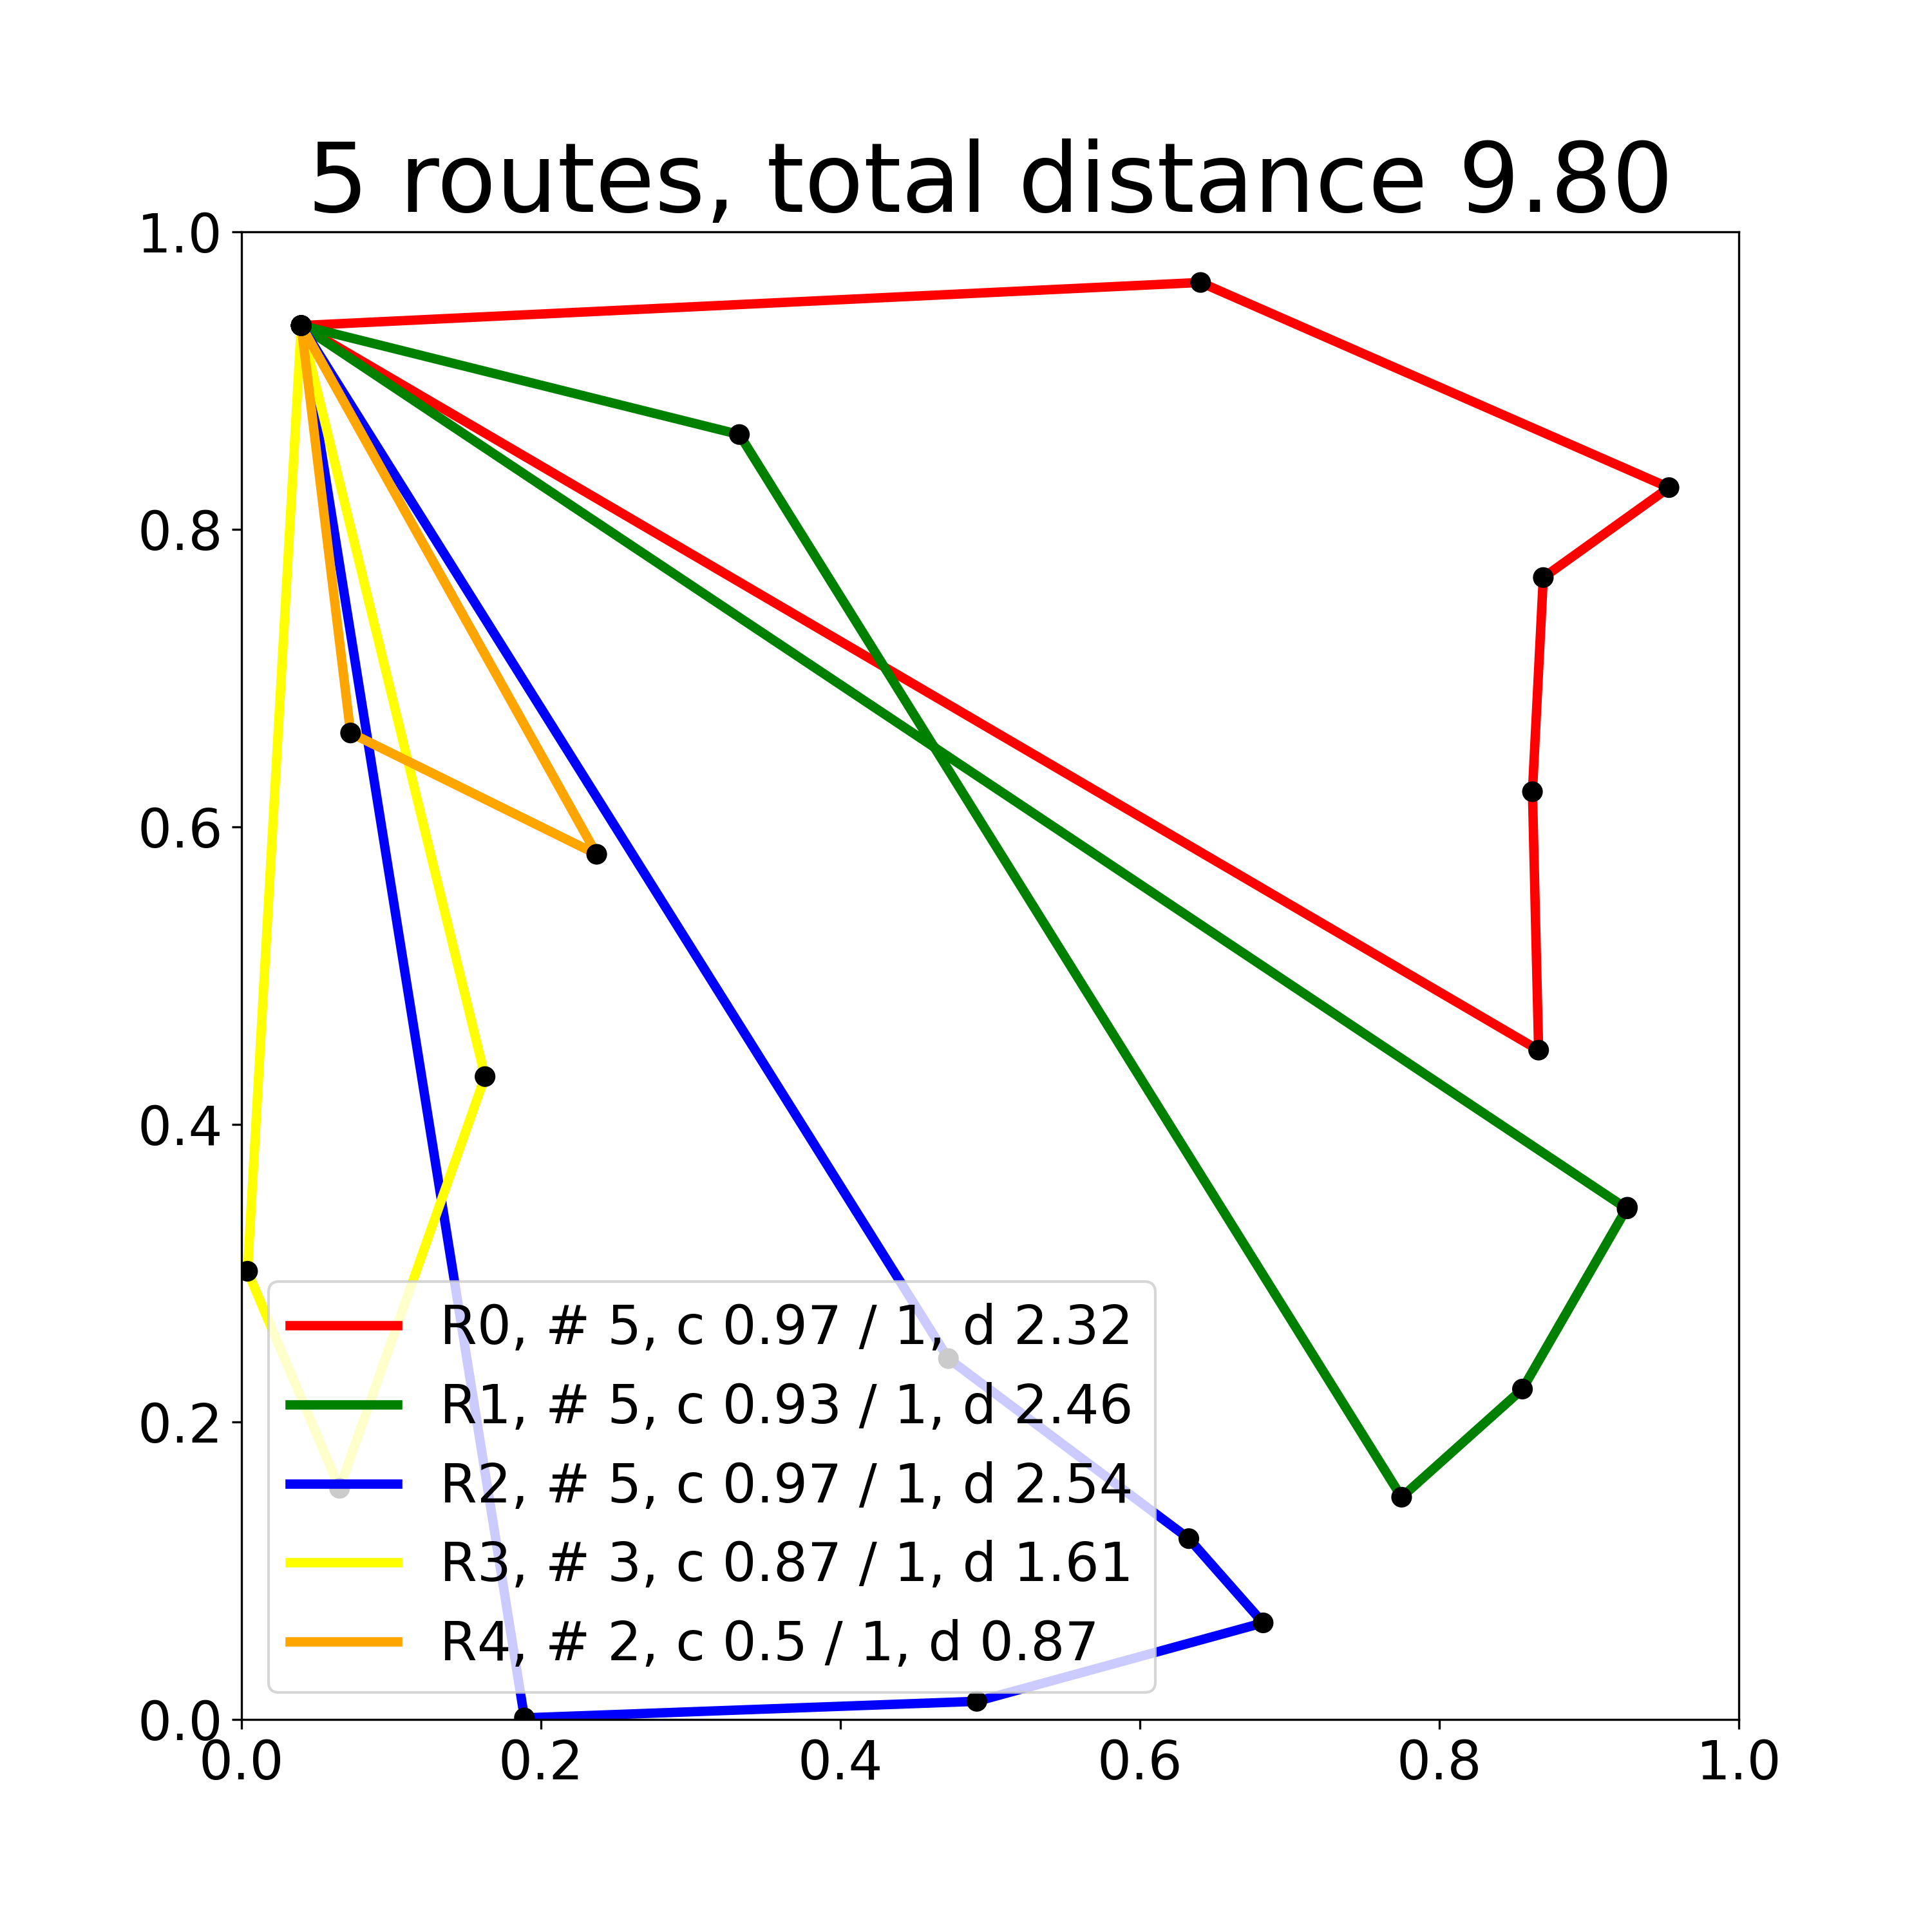 5 routes, total distance 9.80
1.0
0.8
0.6
0.4
0.2
0.0
R0, # 5, c 0.97 / 1, d 2.32
R1, # 5, c 0.93 / 1, d 2.46
R2, # 5, c 0.97 / 1, d 2.54
R3, # 3, c 0.87 / 1, d 1.61
R4, # 2, c 0.5 / 1, d 0.87
0.0 0.2 0.4 0.6 0.8 1.0